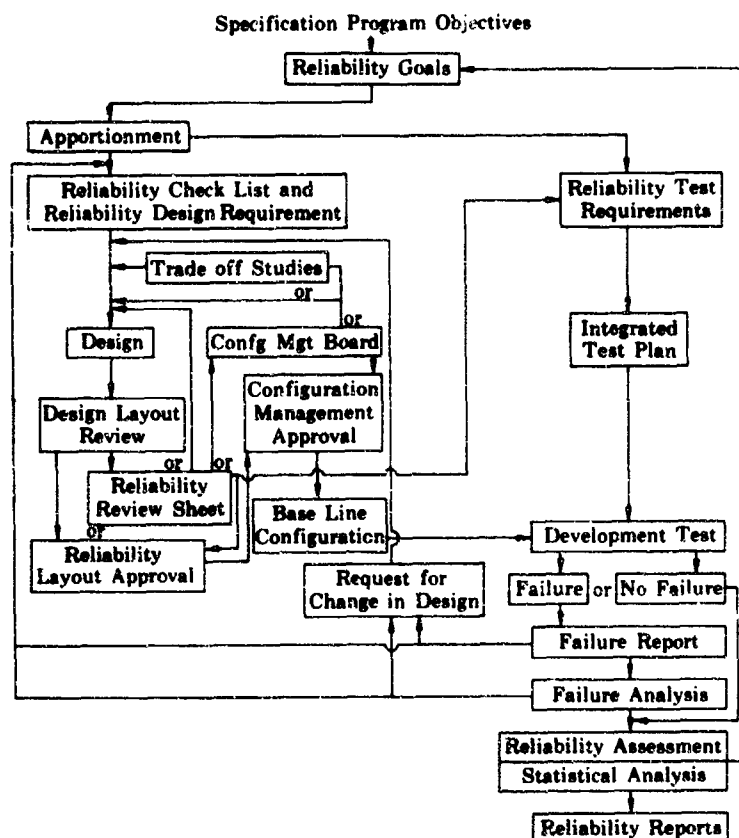 Specification Program Objectives
Reliability Goals
Apportionment
Reliability Check List and
Reliability Design Requirement
Reliability Test
Requirements
Trade off Studies
or
or
Design
Confg Mgt Board
Integrated
Test Plan
Configuration
Management
Approval
Design Layout
Review
or
or
Reliability
Review Sheet
Base Line
Configuration
or
Reliability
Layout Approval
Development Test
Request for
Change in Design
Failure
or
No Failure
Failure Report
Failure Analysis
Reliability Assessment
Statistical Analysis
Reliability Reports